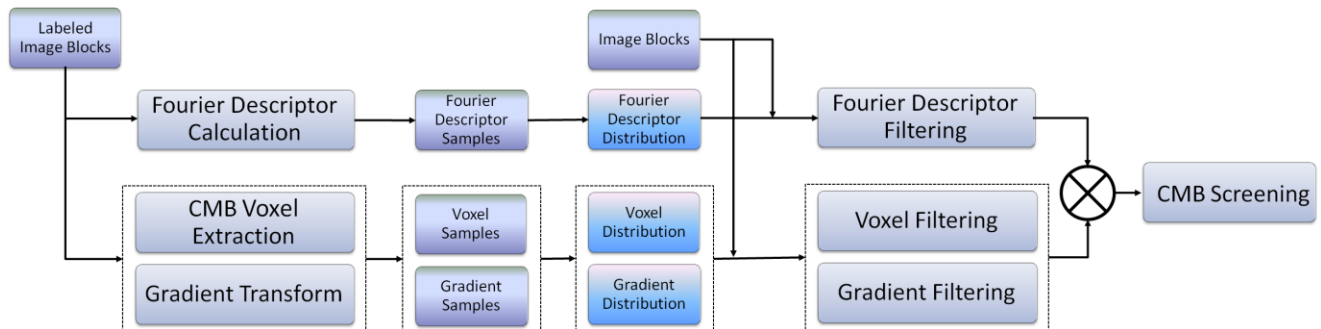 Labeled
Image Blocks
Image Blocks
Fourier Descriptor
Calculation
Fourier
Descriptor
Samples
Fourier
Descriptor
Distribution
Fourier Descriptor
Filtering
CMB Voxel
Extraction
Gradient Transform
Voxel
Samples
Gradient
Samples
Voxel
Distribution
Gradient
Distribution
Voxel Filtering
Gradient Filtering
CMB Screening